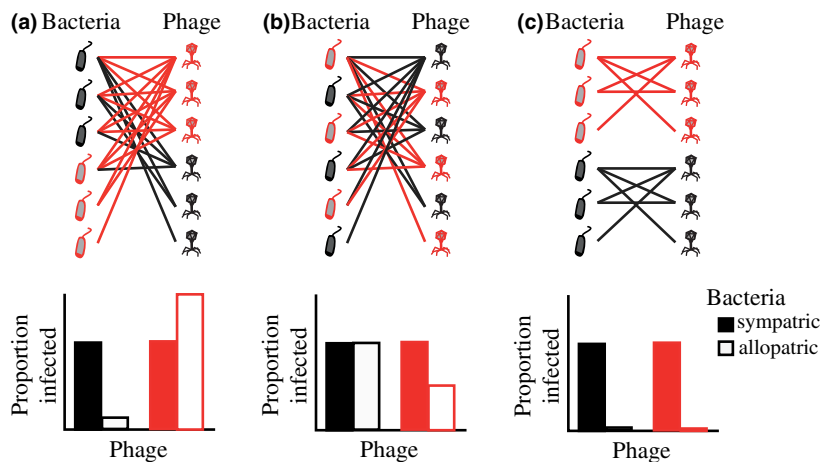 Bacteria Phage Bacteria Phage Bacteria Phage
(a) (b) (c)
Bacteria
sympatric
allopatric
Proportion infected
Proportion infected
Proportion infected
Phage Phage Phage